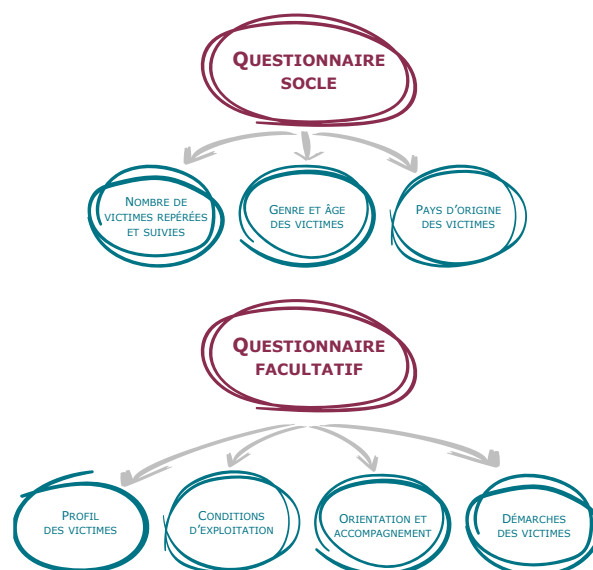 QUESTIONNAIRE
SOCLE
NOMBRE DE
VICTIMES REPÉRÉES
ET SUIVIES
GENRE ET ÂGE
DES VICTIMES
PAYS D'ORIGINE
DES VICTIMES
QUESTIONNAIRE
FACULTATIF
PROFIL
DES VICTIMES
CONDITIONS
D'EXPLOITATION
ORIENTATION ET
ACCOMPAGNEMENT
DÉMARCHES
DES VICTIMES